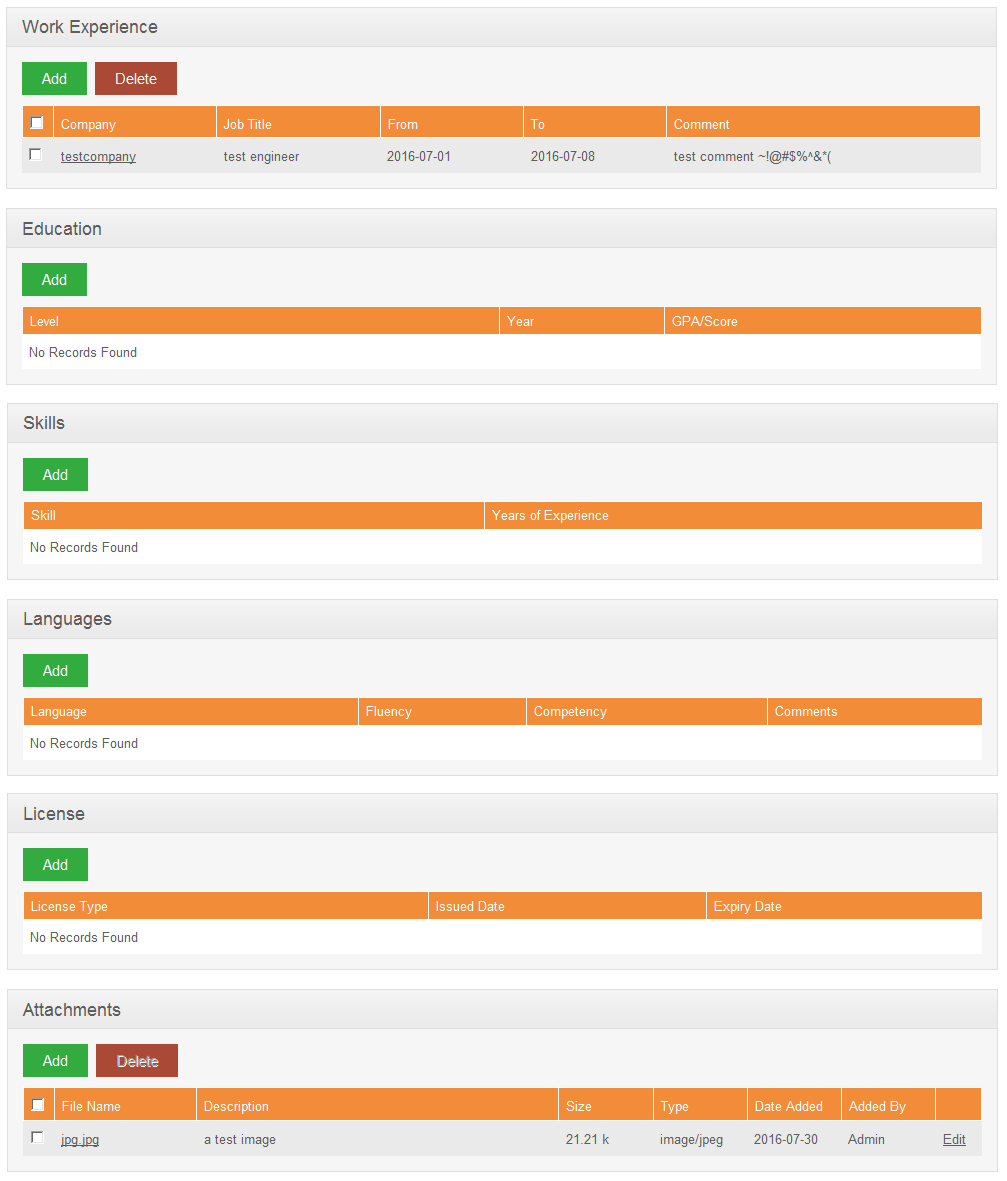 Work Experience
Add Delete
Company Job Title From To Comment
testcompany test engineer 2016-07-01 2016-07-08 test comment ~!@#$%^&*(
Education
Add
Level Year GPA/Score
No Records Found
Skills
Add
Skill Years of Experience
No Records Found
Languages
Add
Language Fluency Competency Comments
No Records Found
License
Add
License Type Issued Date Expiry Date
No Records Found
Attachments
Add Delete
File Name Description Size Type Date Added Added By
jpg.jpg a test image 21.21 k image/jpeg 2016-07-30 Admin Edit